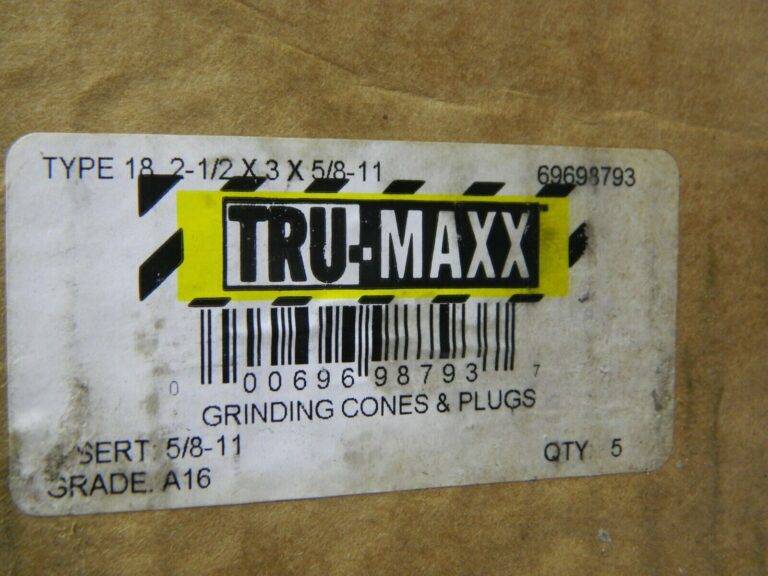 TYPE 18 2-1/2 X 3 X 5/8-11 69698793
TRU-MAXX
0 00696 98793 7
GRINDING CONES & PLUGS
5/8-11 QTY: 5
GRADE. A16